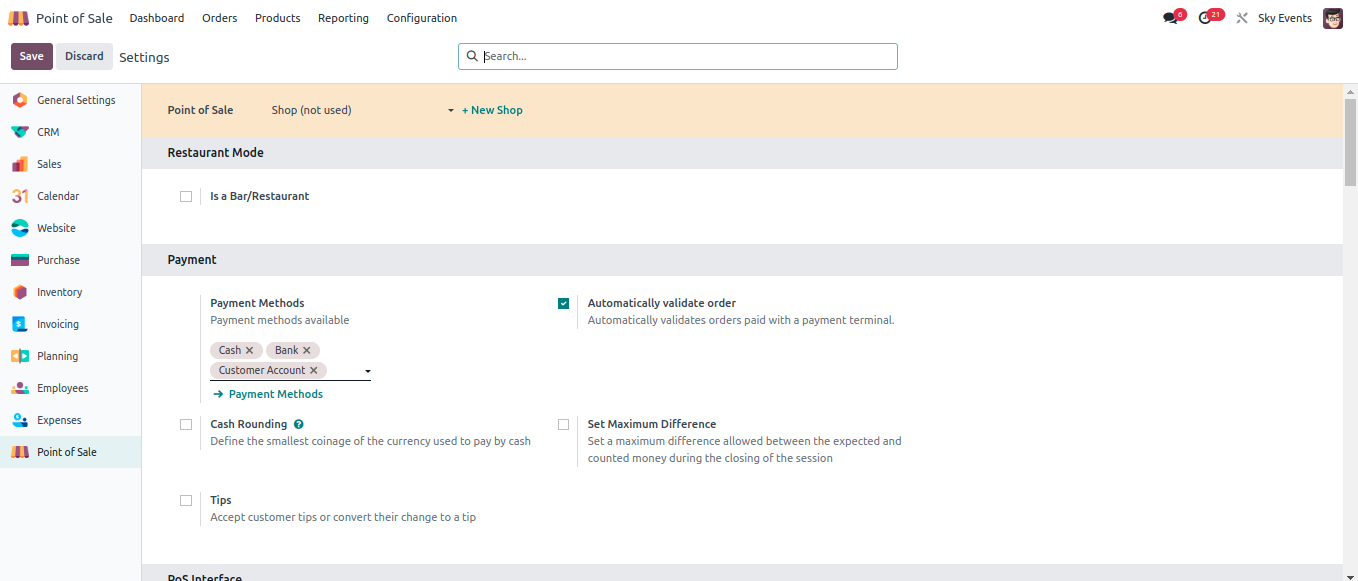 Point of Sale Dashboard Orders Products Reporting Configuration 6 21 Sky Events
Save Discard Settings Search...
General Settings
CRM
Sales
31 Calendar
Website
Purchase
Inventory
$ Invoicing
Planning
Employees
$ Expenses
Point of Sale
Point of Sale Shop (not used) + New Shop
Restaurant Mode
Is a Bar/Restaurant
Payment
Payment Methods
Payment methods available
Cash Bank
Customer Account
Payment Methods
Automatically validate order
Automatically validates orders paid with a payment terminal.
Cash Rounding ?
Define the smallest coinage of the currency used to pay by cash
Set Maximum Difference
Set a maximum difference allowed between the expected and
counted money during the closing of the session
Tips
Accept customer tips or convert their change to a tip
PoS Interface